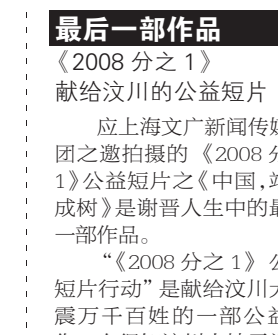 最后一部作品
《2008 分之 1》
献给汶川的公益短片
应上海文广新闻传媒
团之邀拍摄的《2008 分
1》公益短片之《中国，站
成树》是谢晋人生中的最
一部作品。
“《2008 分之 1》公
短片行动”是献给汶川大
震万千百姓的一部公益